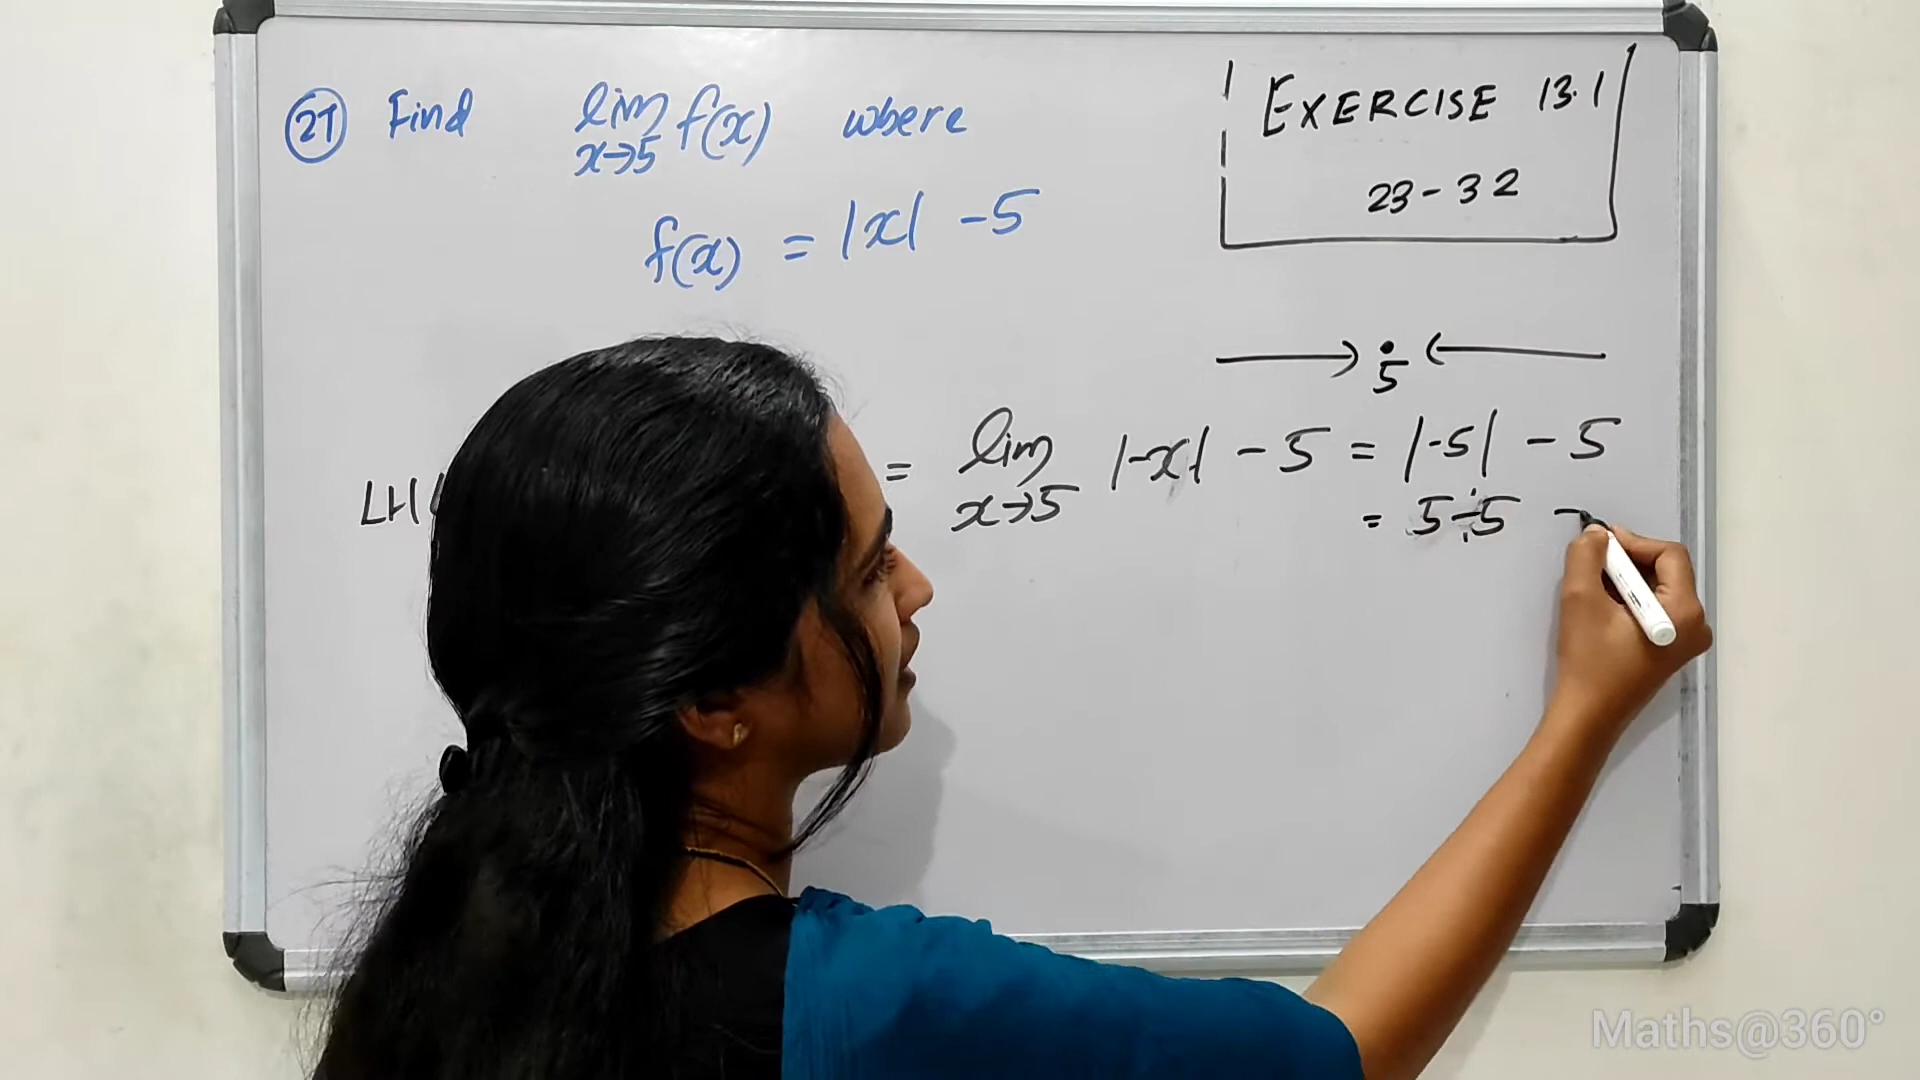 27 Find lim f(x) where
x→5
f(x) = |x| -5
EXERCISE 13.1
23-32
5
= lim |-x| - 5 = |-5| - 5
x→5
= 5-5
Maths@360°